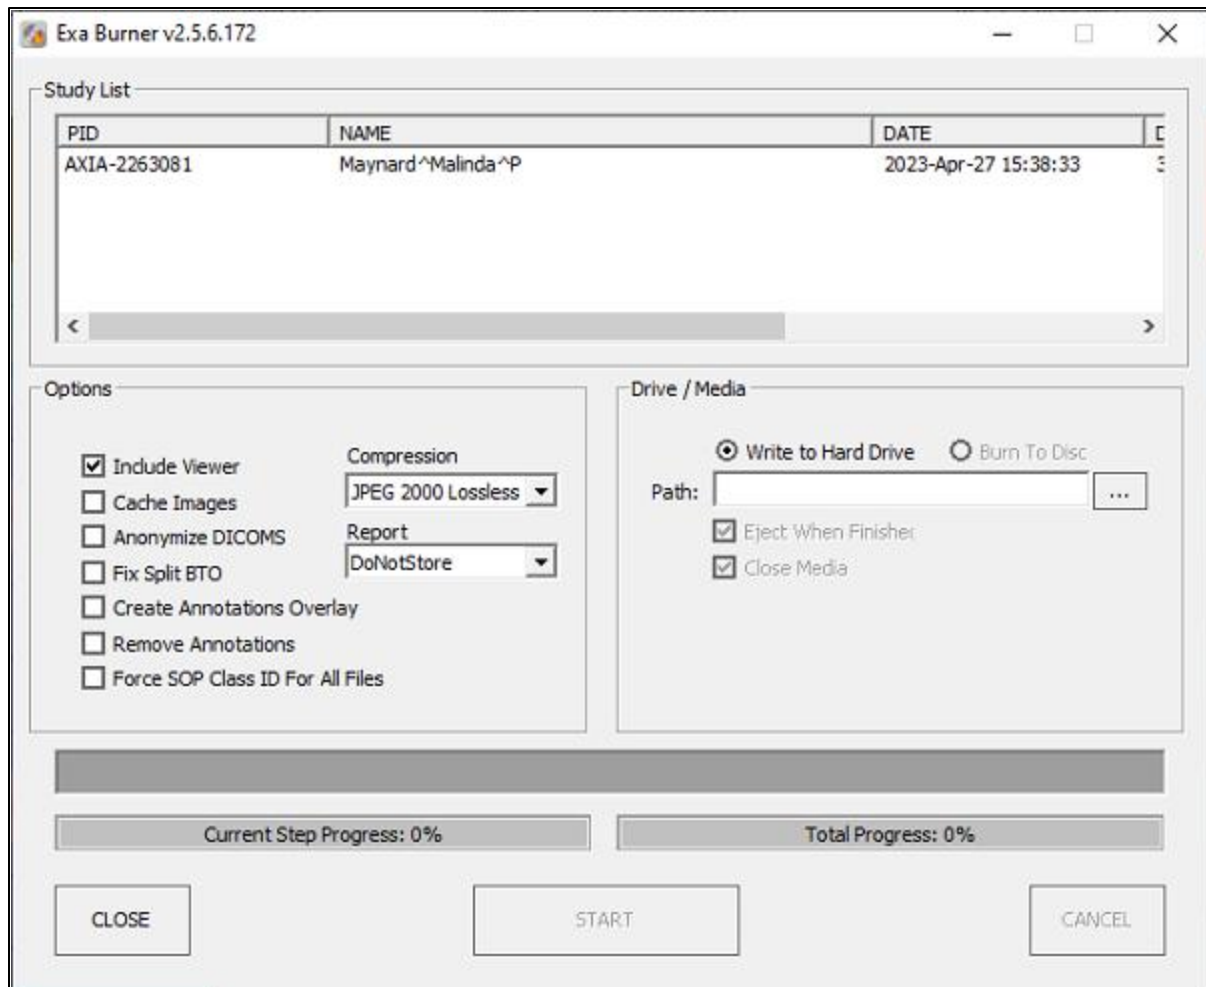 Exa Burner v2.5.6.172
Study List
PID NAME DATE
AXIA-2263081 Maynard^Malinda^P 2023-Apr-27 15:38:33
Options
Include Viewer
Cache Images
Anonymize DICOMS
Fix Split BTO
Create Annotations Overlay
Remove Annotations
Force SOP Class ID For All Files
Compression
JPEG 2000 Lossless
Report
DoNotStore
Drive / Media
Write to Hard Drive Burn To Disc
Path: ...
Eject When Finished
Close Media
Current Step Progress: 0% Total Progress: 0%
CLOSE START CANCEL